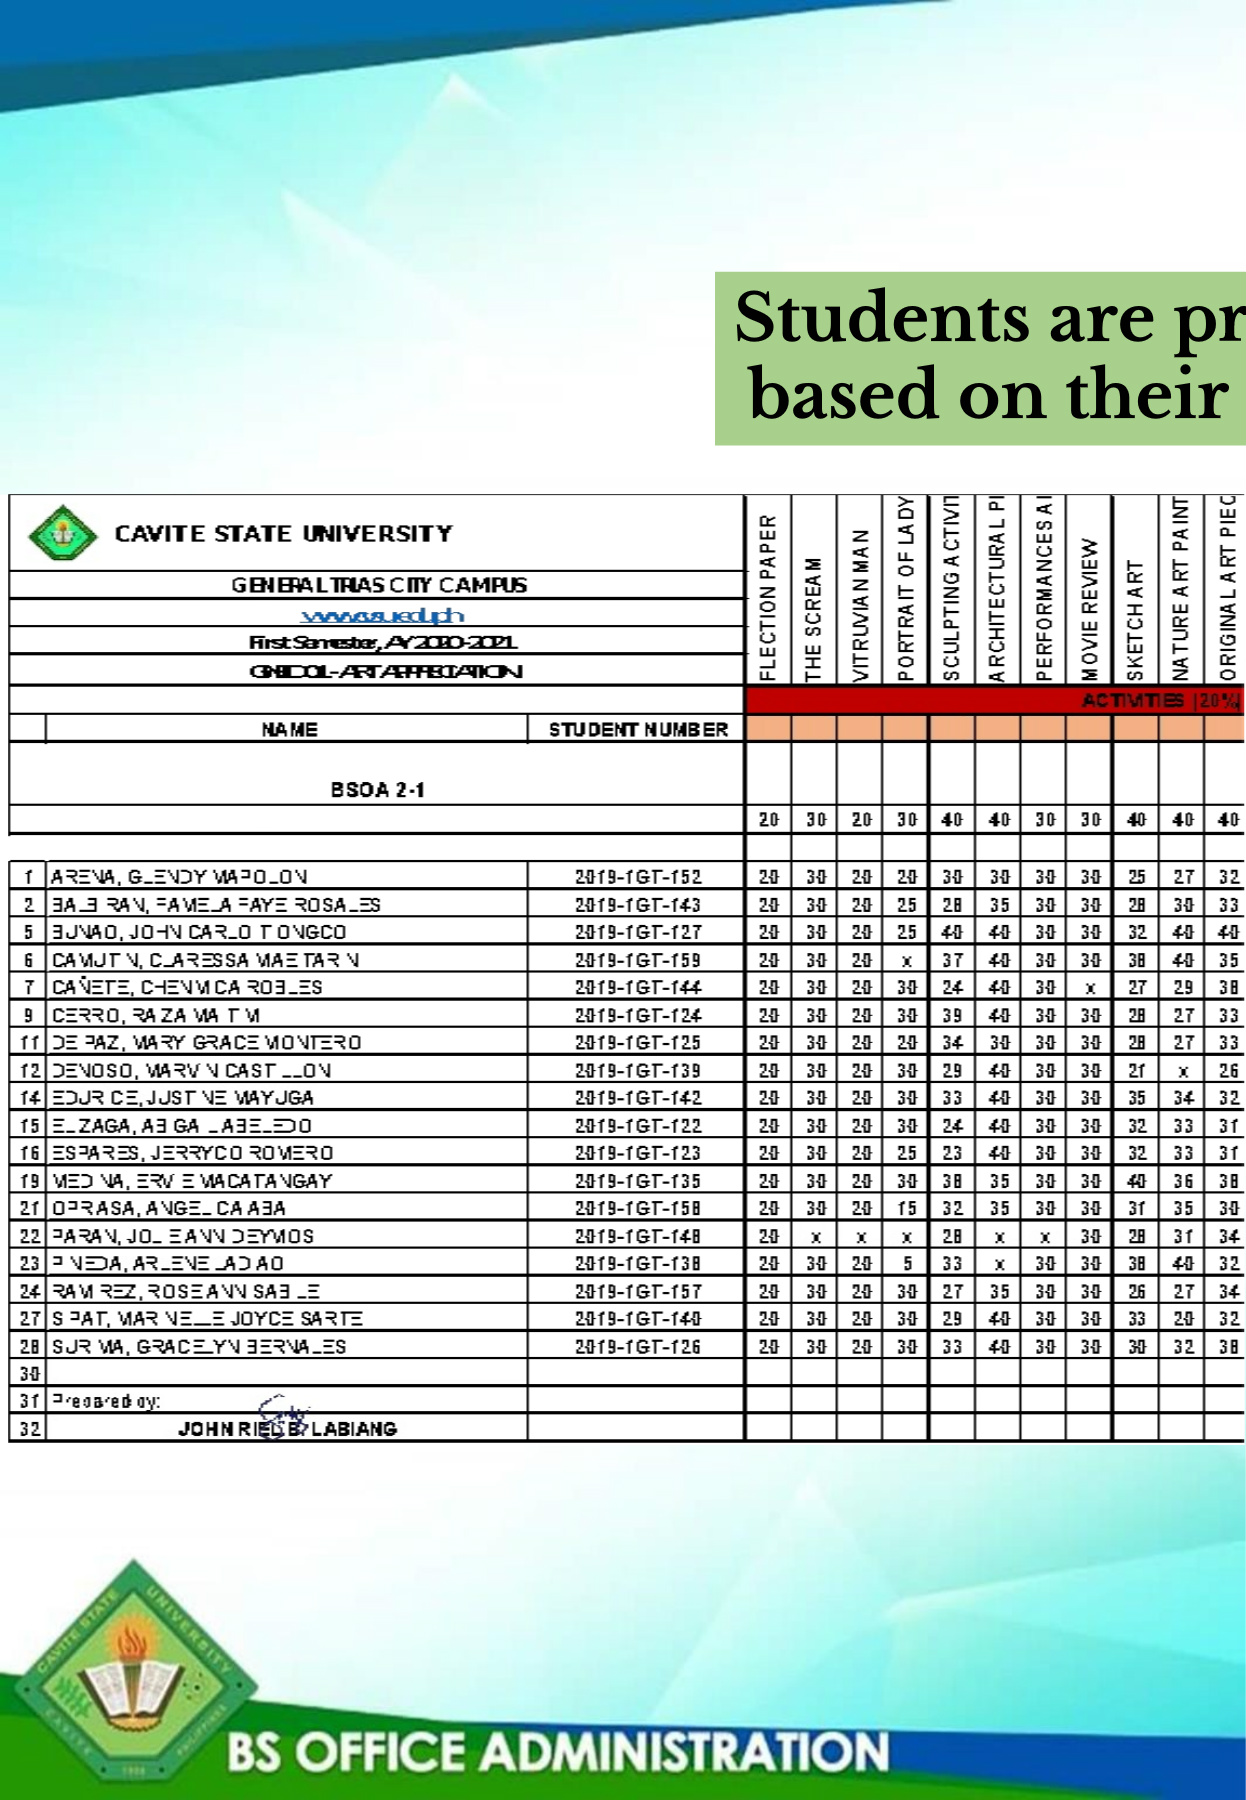 Students are pr
based on their
CAVITE STATE UNIVERSITY
GENERAL TRIAS CITY CAMPUS
First Semester, AY 2020-2021
FLECTION PAPER
THE SCREAM
VITRUVIAN MAN
PORTRAIT OF LADY
SCULPTING ACTIVIT
ARCHITECTURAL PI
PERFORMANCES AI
MOVIE REVIEW
SKETCH ART
NATURE ART PAINT
ORIGINAL ART PIEC
ACTIVITIES (20%)
NAME STUDENT NUMBER
BSOA 2-1
20 30 20 30 40 40 30 30 40 40 40
1 ARENA, GLENDY MAPOLON 2019-1GT-152 20 30 20 20 30 30 30 30 25 27 32
2 RAN, PAMELA FAYE ROSALES 2019-1GT-143 20 30 20 25 28 35 30 30 28 30 33
5 BUNAO, JOHN CARLO TIONGCO 2019-1GT-127 20 30 20 25 40 40 30 30 32 40 40
6 CAMUTIN, CLARESSA MAE TARIN 2019-1GT-159 20 30 20 x 37 40 30 30 38 40 35
7 CAÑETE, CHENMICA ROBLES 2019-1GT-144 20 30 20 30 24 40 30 x 27 29 38
9 CERRO, RAIZA MAE 2019-1GT-124 20 30 20 30 39 40 30 30 28 27 33
11 DE PAZ, MARY GRACE MONTERO 2019-1GT-125 20 30 20 20 34 30 30 30 28 27 33
12 DENOSO, MARVIN CASTILLON 2019-1GT-139 20 30 20 30 29 40 30 30 21 x 26
14 EDURICE, JUSTINE MAYUGA 2019-1GT-142 20 30 20 30 33 40 30 30 35 34 32
15 ELIZAGA, ABIGAIL ABELEDO 2019-1GT-122 20 30 20 30 24 40 30 30 32 33 31
16 ESPARES, JERRYCO ROMERO 2019-1GT-123 20 30 20 25 23 40 30 30 32 33 31
19 MEDINA, ERVIE MACATANGAY 2019-1GT-135 20 30 20 30 38 35 30 30 40 36 38
21 OPRASA, ANGELICA ABA 2019-1GT-158 20 30 20 15 32 35 30 30 31 35 30
22 PARAN, JOLIE ANN DEYMOS 2019-1GT-148 20 x x x 28 x x 30 28 31 34
23 PINEDA, ARLENE LADIAO 2019-1GT-138 20 30 20 5 33 x 30 30 38 40 32
24 RAMIREZ, ROSEANN SABILE 2019-1GT-157 20 30 20 30 27 35 30 30 26 27 34
27 SIPAT, MARINELLE JOYCE SARTE 2019-1GT-140 20 30 20 30 29 40 30 30 33 20 32
28 SURIMA, GRACELYN BERNALES 2019-1GT-126 20 30 20 30 33 40 30 30 30 32 38
30
31 Prepared by:
32 JOHN RIED B. LABIANG
CAVITE STATE UNIVERSITY
CAVITE PHILIPPINES
BS OFFICE ADMINISTRATION